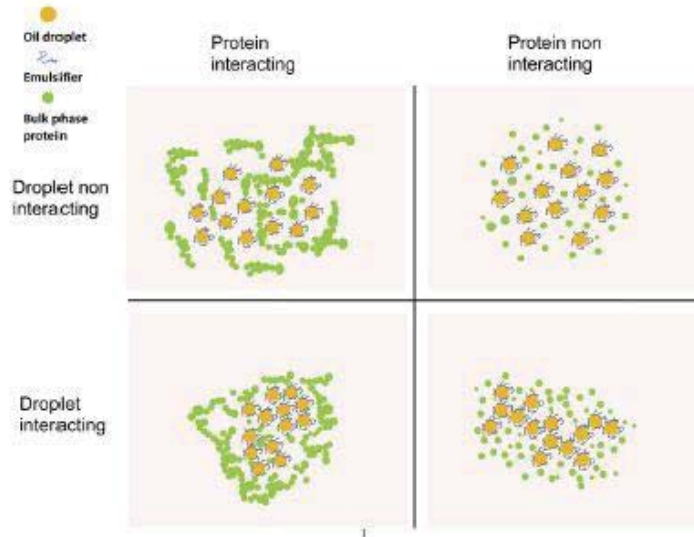 Oil droplet
Emulsifier
Bulk phase
protein
Protein
interacting
Protein non
interacting
Droplet non
interacting
Droplet
interacting
1